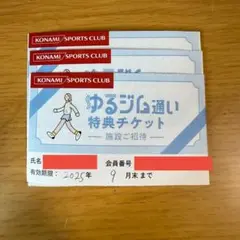 KONAMI SPORTS CLUB
KONAMI SPORTS CLUB
KONAMI SPORTS CLUB
ゆるジム通い
特典チケット
施設ご招待
氏名
会員番号
有効期限： 2025年 9月末まで